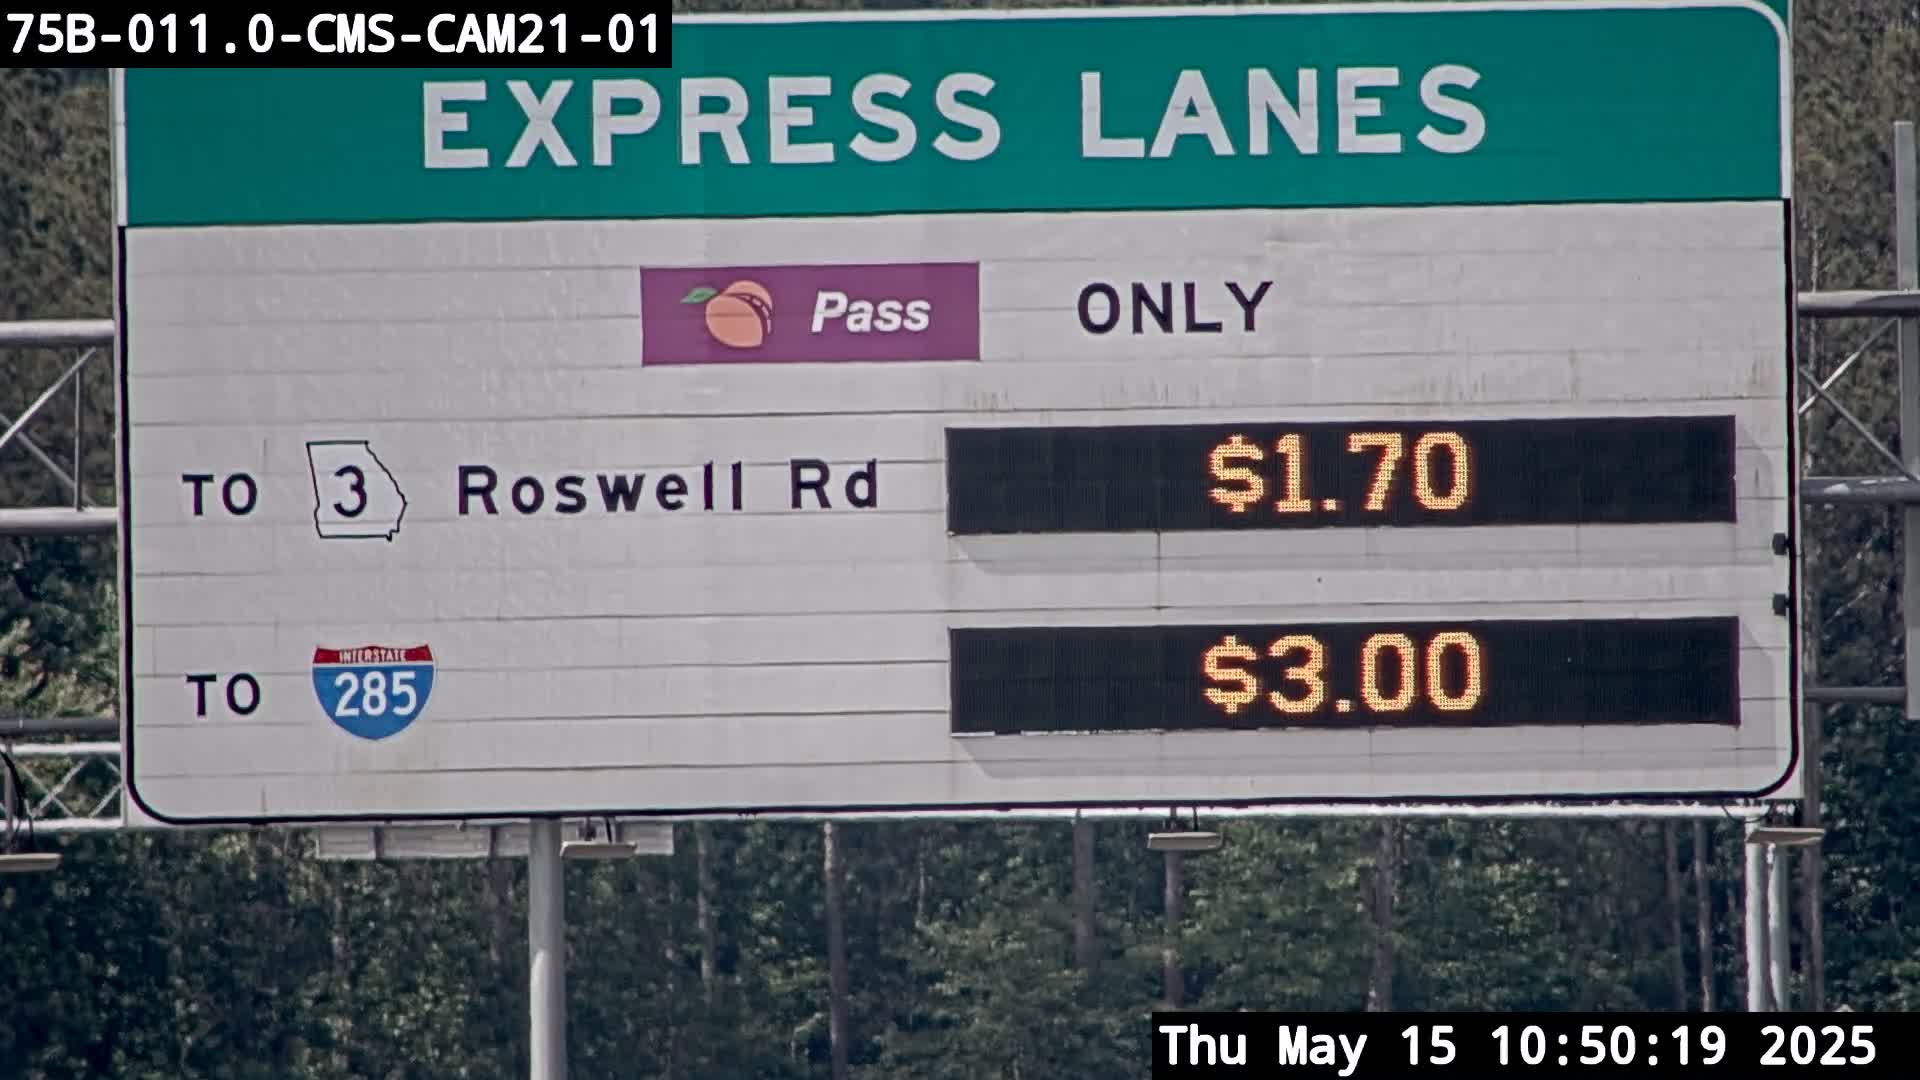 75B-011.0-CMS-CAM21-01
EXPRESS LANES
Pass ONLY
TO 3 Roswell Rd $1.70
INTERSTATE
TO 285 $3.00
Thu May 15 10:50:19 2025